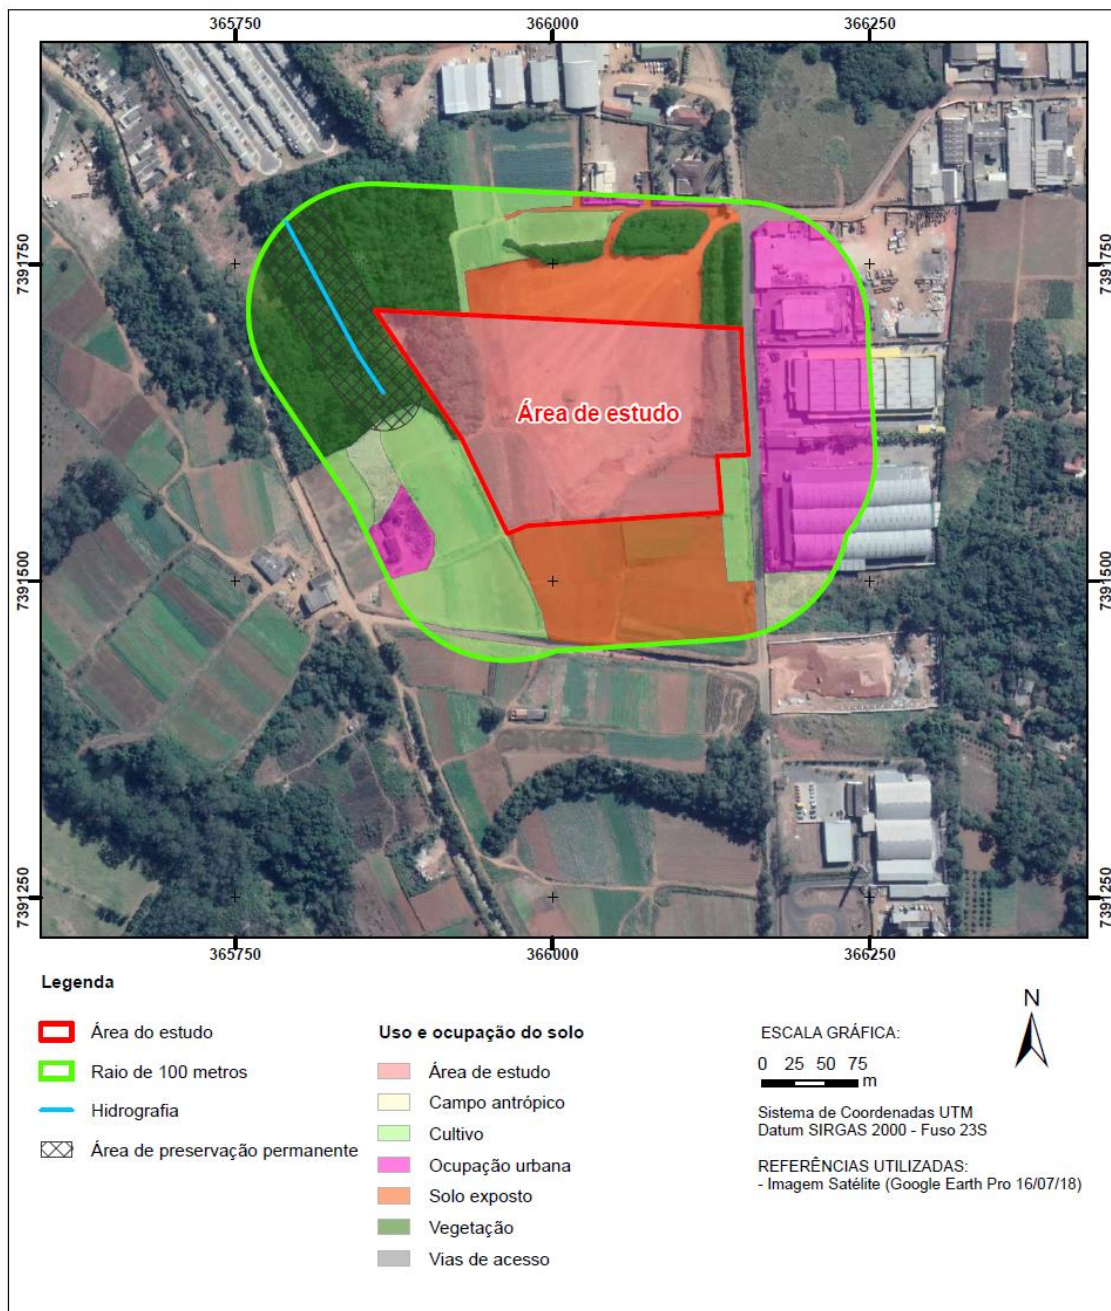 365750 366000 366250
7391750 7391750
Área de estudo
7391500 7391500
7391250 7391250
365750 366000 366250
Legenda
Área do estudo
Raio de 100 metros
Hidrografia
Área de preservação permanente
Uso e ocupação do solo
Área de estudo
Campo antrópico
Cultivo
Ocupação urbana
Solo exposto
Vegetação
Vias de acesso
N
ESCALA GRÁFICA:
0 25 50 75
m
Sistema de Coordenadas UTM
Datum SIRGAS 2000 - Fuso 23S
REFERÊNCIAS UTILIZADAS:
- Imagem Satélite (Google Earth Pro 16/07/18)